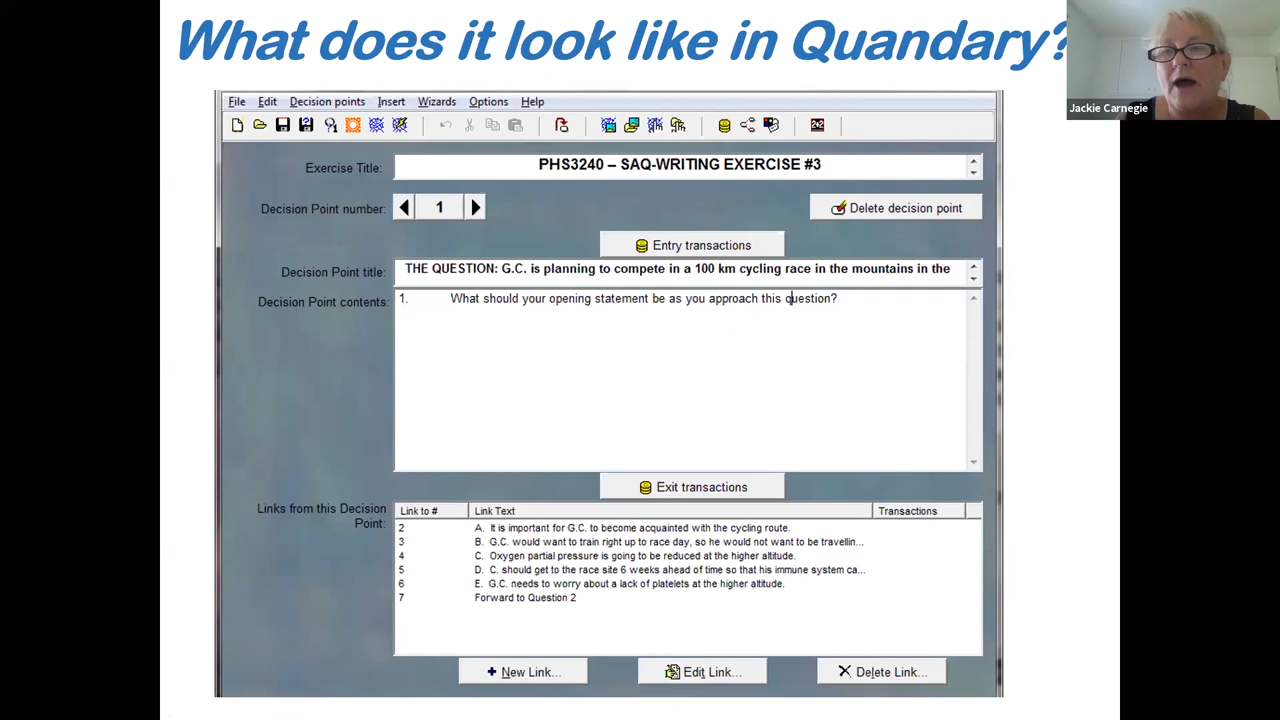 What does it look like in Quandary?
Jackie Carnegie
File Edit Decision points Insert Wizards Options Help
Exercise Title: PHS3240 – SAQ-WRITING EXERCISE #3
Decision Point number: 1 Delete decision point
Entry transactions
Decision Point title: THE QUESTION: G.C. is planning to compete in a 100 km cycling race in the mountains in the
Decision Point contents: 1. What should your opening statement be as you approach this question?
Exit transactions
Links from this Decision Point:
Link to # Link Text Transactions
2 A. It is important for G.C. to become acquainted with the cycling route.
3 B. G.C. would want to train right up to race day, so he would not want to be travellin...
4 C. Oxygen partial pressure is going to be reduced at the higher altitude.
5 D. C. should get to the race site 6 weeks ahead of time so that his immune system ca...
6 E. G.C. needs to worry about a lack of platelets at the higher altitude.
7 Forward to Question 2
New Link... Edit Link... Delete Link...